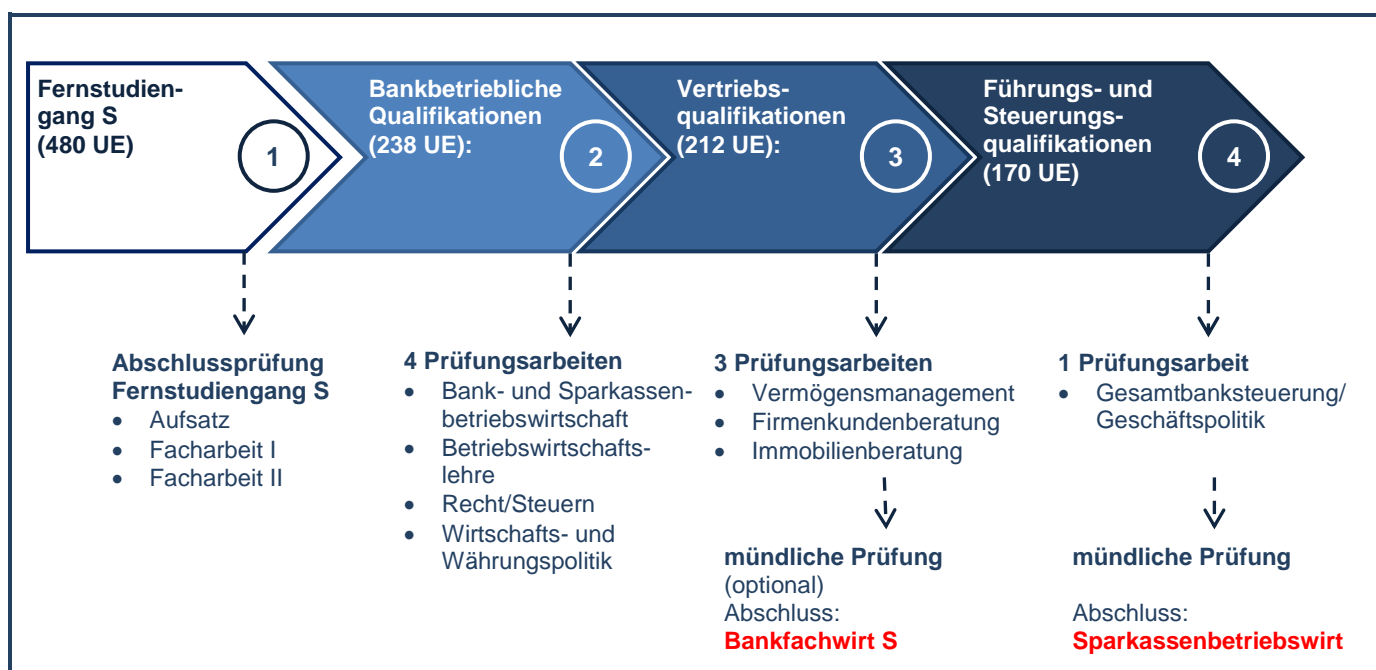 Fernstudien-
gang S
(480 UE)
1
Bankbetriebliche
Qualifikationen
(238 UE):
2
Vertriebs-
qualifikationen
(212 UE):
3
Führungs- und
Steuerungs-
qualifikationen
(170 UE)
4
Abschlussprüfung
Fernstudiengang S
• Aufsatz
• Facharbeit I
• Facharbeit II
4 Prüfungsarbeiten
• Bank- und Sparkassen-
betriebswirtschaft
• Betriebswirtschafts-
lehre
• Recht/Steuern
• Wirtschafts- und
Währungspolitik
3 Prüfungsarbeiten
• Vermögensmanagement
• Firmenkundenberatung
• Immobilienberatung
mündliche Prüfung
(optional)
Abschluss:
Bankfachwirt S
1 Prüfungsarbeit
• Gesamtbanksteuerung/
Geschäftspolitik
mündliche Prüfung
Abschluss:
Sparkassenbetriebswirt